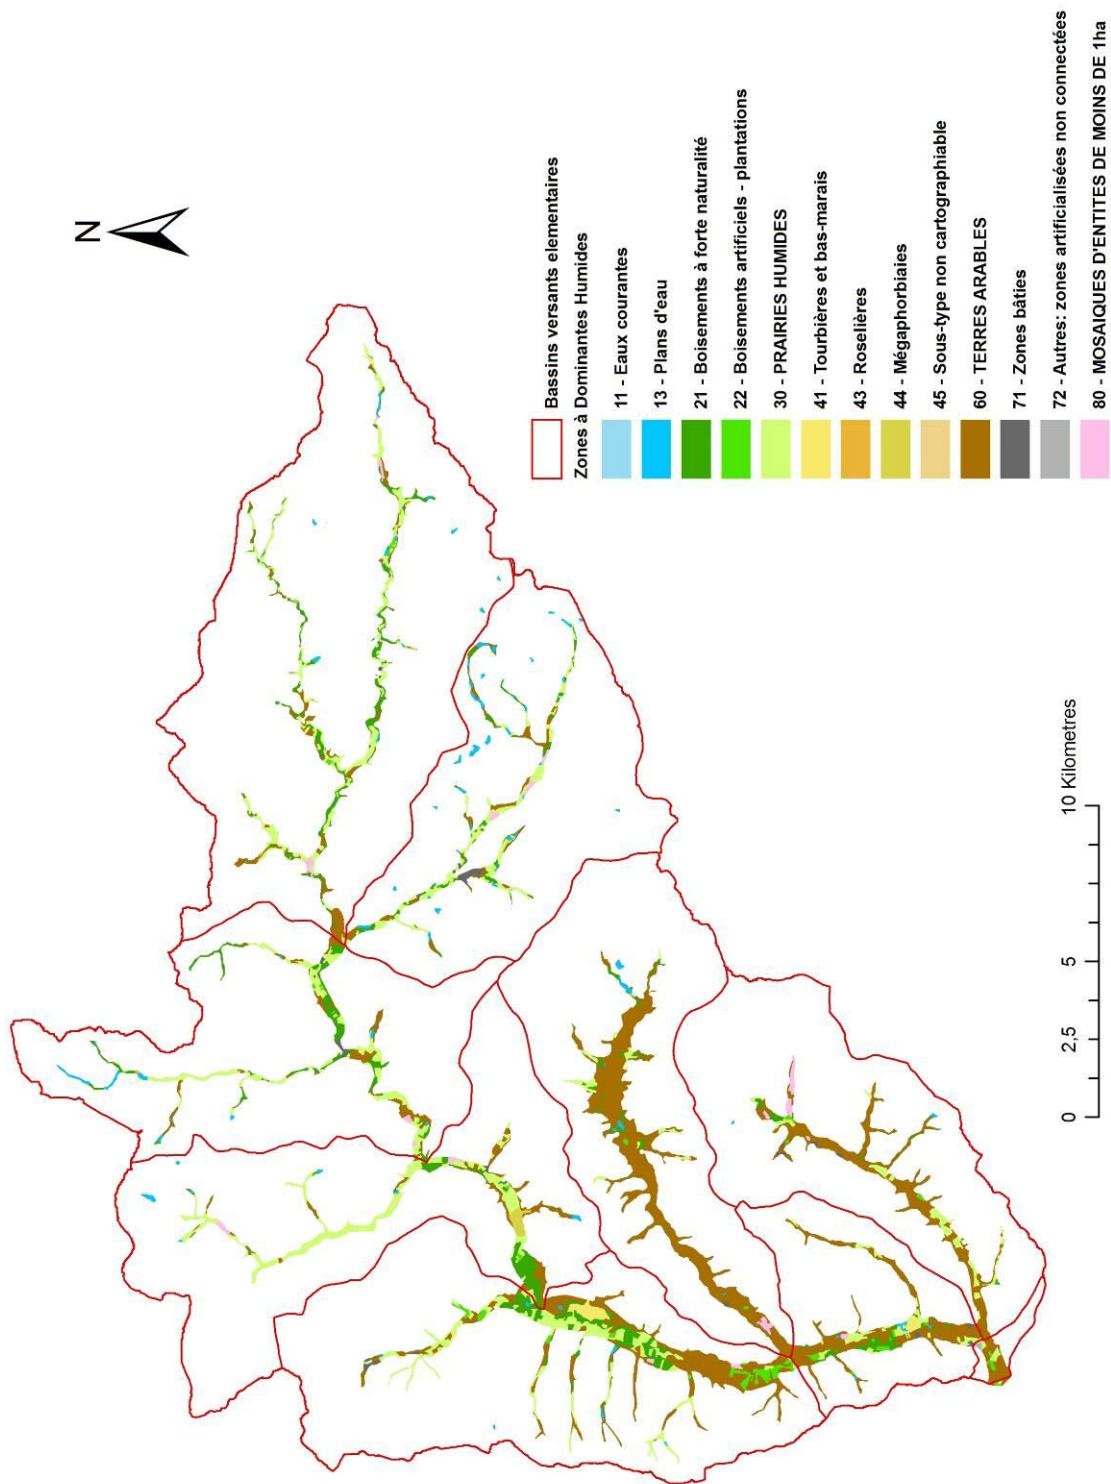 N
Bassins versants elementaires
Zones à Dominantes Humides
11 - Eaux courantes
13 - Plans d'eau
21 - Boisements à forte naturalité
22 - Boisements artificiels - plantations
30 - PRAIRIES HUMIDES
41 - Tourbières et bas-marais
43 - Roselières
44 - Mégaphorbiaies
45 - Sous-type non cartographiable
60 - TERRES ARABLES
71 - Zones bâties
72 - Autres: zones artificialisées non connectées
80 - MOSAIQUES D'ENTITES DE MOINS DE 1ha
0 2,5 5 10 Kilometres